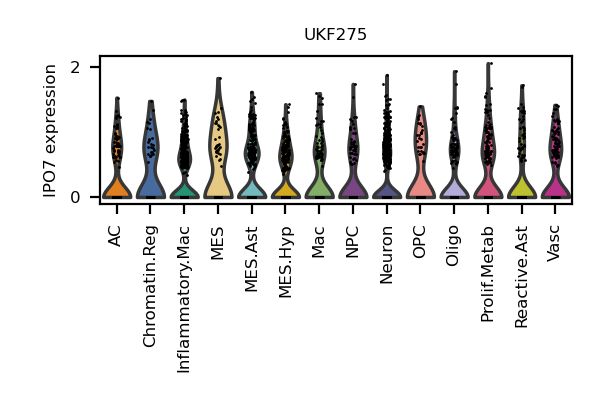 UKF275
IPO7 expression
2
0
AC
Chromatin.Reg
Inflammatory.Mac
MES
MES.Ast
MES.Hyp
Mac
NPC
Neuron
OPC
Oligo
Prolif.Metab
Reactive.Ast
Vasc